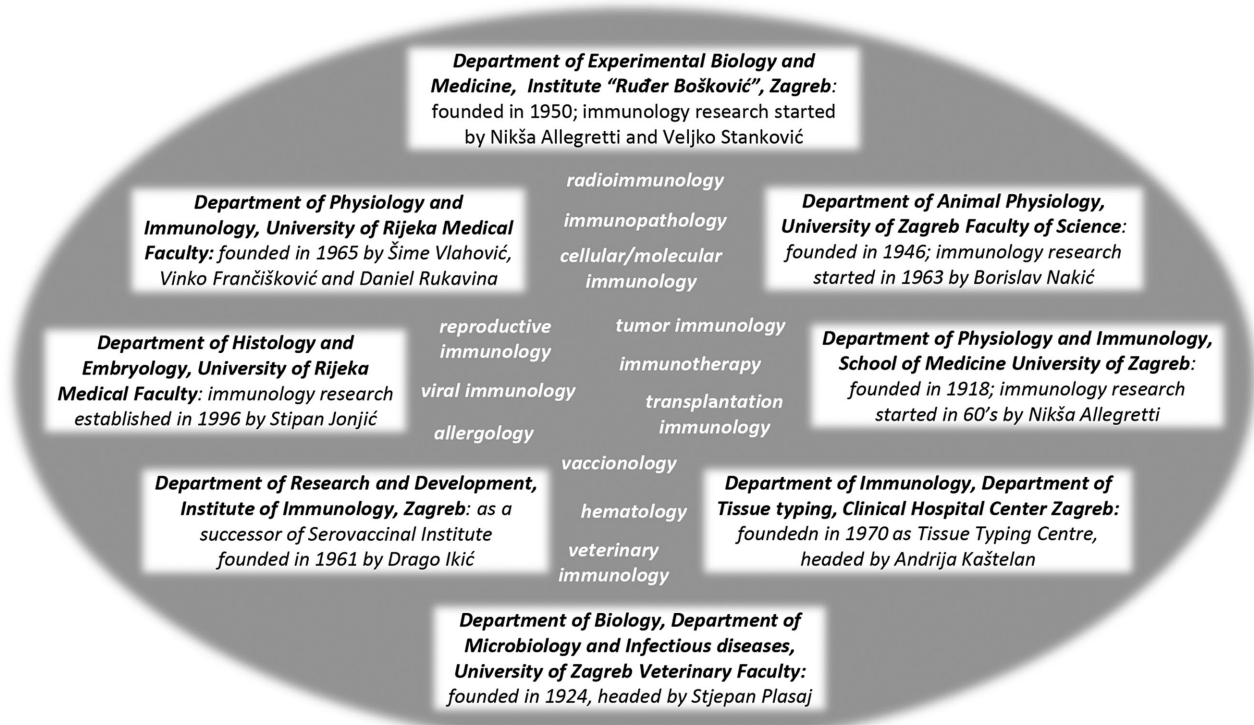 Department of Experimental Biology and
Medicine, Institute “Ruđer Bošković”, Zagreb:
founded in 1950; immunology research started
by Nikša Allegretti and Veljko Stanković
radioimmunology
immunopathology
cellular/molecular
immunology
Department of Physiology and
Immunology, University of Rijeka Medical
Faculty: founded in 1965 by Šime Vlahović,
Vinko Frančišković and Daniel Rukavina
Department of Animal Physiology,
University of Zagreb Faculty of Science:
founded in 1946; immunology research
started in 1963 by Borislav Nakić
reproductive
immunology
tumor immunology
immunotherapy
viral immunology
transplantation
immunology
allergology
Department of Histology and
Embryology, University of Rijeka
Medical Faculty: immunology research
established in 1996 by Stipan Jonjić
Department of Physiology and Immunology,
School of Medicine University of Zagreb:
founded in 1918; immunology research
started in 60’s by Nikša Allegretti
vaccionology
hematology
veterinary
immunology
Department of Research and Development,
Institute of Immunology, Zagreb: as a
successor of Serovaccinal Institute
founded in 1961 by Drago Ikić
Department of Immunology, Department of
Tissue typing, Clinical Hospital Center Zagreb:
foundedn in 1970 as Tissue Typing Centre,
headed by Andrija Kaštelan
Department of Biology, Department of
Microbiology and Infectious diseases,
University of Zagreb Veterinary Faculty:
founded in 1924, headed by Stjepan Plasaj